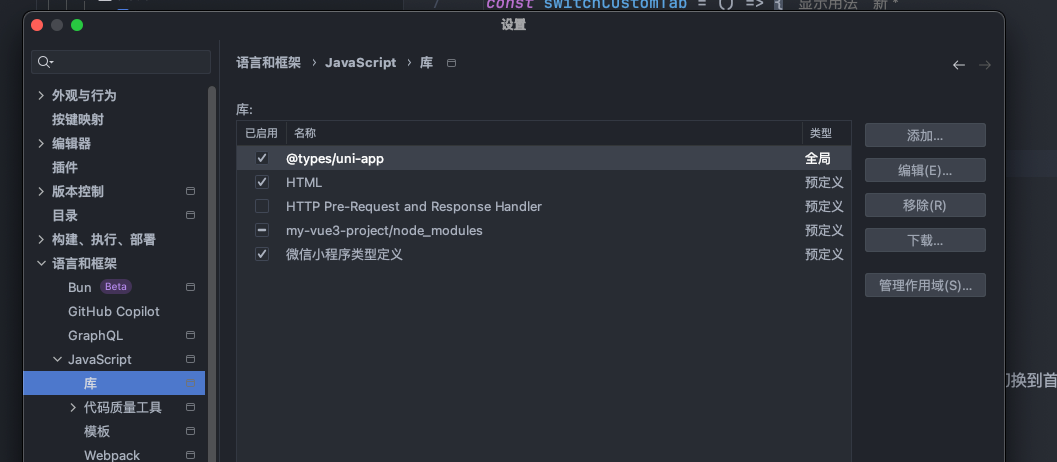 7 const switchCustomTab = () => { 显示用法 新 *
设置
语言和框架 › JavaScript › 库
外观与行为
按键映射
编辑器
插件
版本控制
目录
构建、执行、部署
语言和框架
Bun Beta
GitHub Copilot
GraphQL
JavaScript
库
代码质量工具
模板
Webpack
库:
已启用 名称 类型
@types/uni-app 全局
HTML 预定义
HTTP Pre-Request and Response Handler 预定义
my-vue3-project/node_modules 预定义
微信小程序类型定义 预定义
添加...
编辑(E)...
移除(R)
下载...
管理作用域(S)...
切换到首